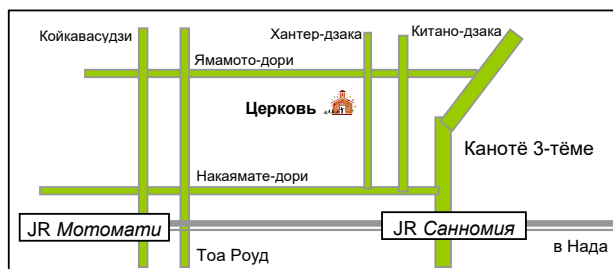 Койкавасудзи
Хантер-дзака
Китано-дзака
Ямамото-дори
Церковь
Канотё 3-тёме
Накаямате-дори
JR Мотомати
JR Санномия
Тоа Роуд
в Нада